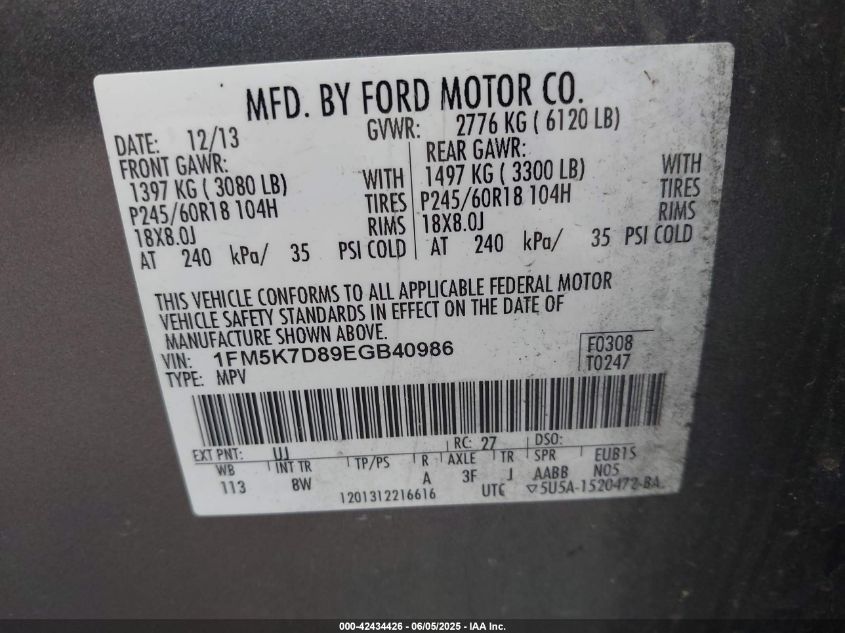 MFD. BY FORD MOTOR CO.
DATE: 12/13 GVWR: 2776 KG ( 6120 LB)
FRONT GAWR: REAR GAWR:
1397 KG ( 3080 LB) WITH 1497 KG ( 3300 LB) WITH
P245/60R18 104H TIRES P245/60R18 104H TIRES
18X8.0J RIMS 18X8.0J RIMS
AT 240 kPa/ 35 PSI COLD AT 240 kPa/ 35 PSI COLD
THIS VEHICLE CONFORMS TO ALL APPLICABLE FEDERAL MOTOR
VEHICLE SAFETY STANDARDS IN EFFECT ON THE DATE OF
MANUFACTURE SHOWN ABOVE.
VIN: 1FM5K7D89EGB40986 F0308
TYPE: MPV T0247
EXT PNT: UJ RC: 27 DSO:
WB INT TR TP/PS R AXLE TR SPR EUB1S
113 8W A 3F J AABB N05
1201312216616 UTC ▽5U5A-1520472-BA
000-42434426 - 06/05/2025 - IAA Inc.